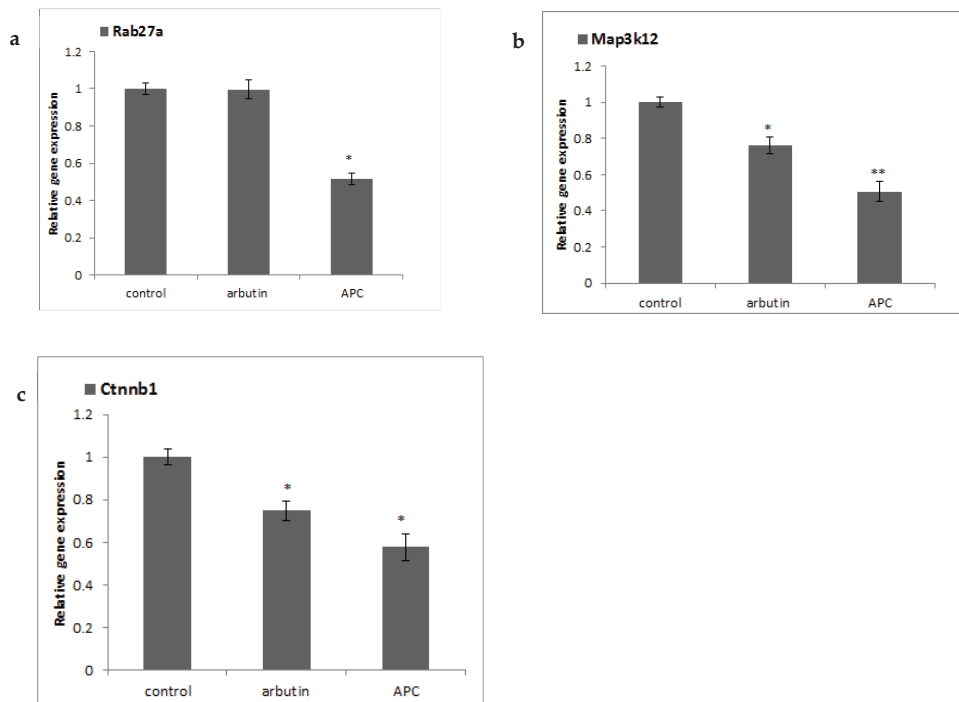 a
Rab27a
Relative gene expression
1.2
1
0.8
0.6
0.4
0.2
0
*
control arbutin APC
b
Map3k12
Relative gene expression
1.2
1
0.8
0.6
0.4
0.2
0
*
**
control arbutin APC
c
Ctnnb1
Relative gene expression
1.2
1
0.8
0.6
0.4
0.2
0
*
*
control arbutin APC